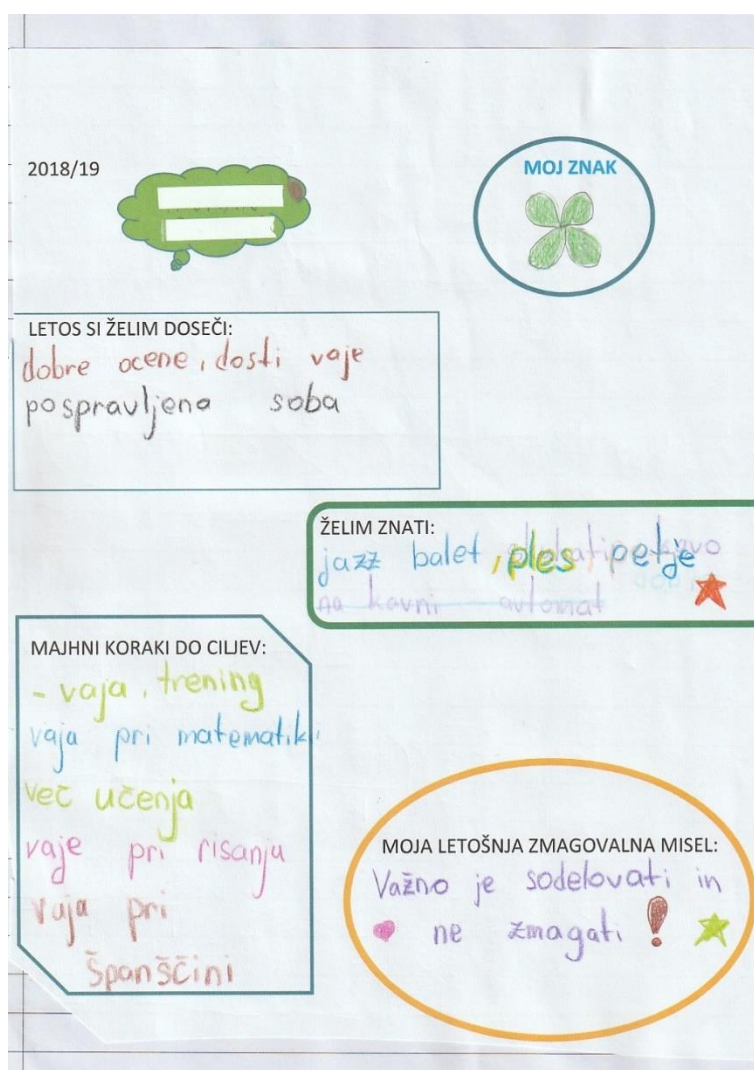 2018/19
MOJ ZNAK
LETOS SI ŽELIM DOSEČI:
dobre ocene, dosti vaje
pospravljena soba
ŽELIM ZNATI:
jazz balet, ples, petje
na kavni avtomat
MAJHNI KORAKI DO CILJEV:
- vaja, trening
vaja pri matematiki
več učenja
vaje pri risanju
vaja pri
španščini
MOJA LETOŠNJA ZMAGOVALNA MISEL:
Važno je sodelovati in
ne zmagati!